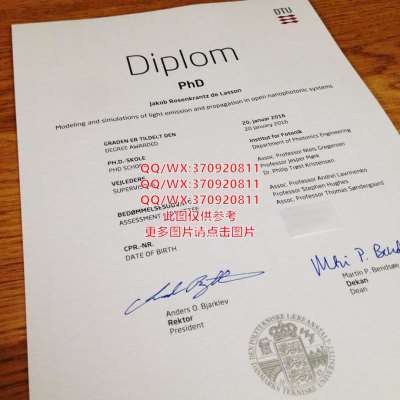 DTU
Diplom
PhD
Jakob Rosenkrantz de Lasson
Modeling and simulations of light emission and propagation in open nanophotonic systems
GRADEN ER TILDELT DEN
DEGREE AWARDED
20. januar 2016
20 January 2016
PH.D.-SKOLE
PHD SCHOOL
Institut for Fotonik
Department of Photonics Engineering
VEJLEDERE
Assoc. Professor Niels Gregersen
Professor Jesper Mørk
Dr. Philip Trøst Kristensen
BEDØMMELSESUDVALG
ASSESSMENT
Assoc. Professor Andrei Lavrinenko
Professor Stephen Hughes
Assoc. Professor Thomas Søndergaard
QQ/WX:370920811
QQ/WX:370920811
QQ/WX:370920811
此图仅供参考
更多图片请点击图片
CPR.-NR.
DATE OF BIRTH
Anders O. Bjarklev
Rektor
President
Martin P. Bendsøe
Dekan
Dean